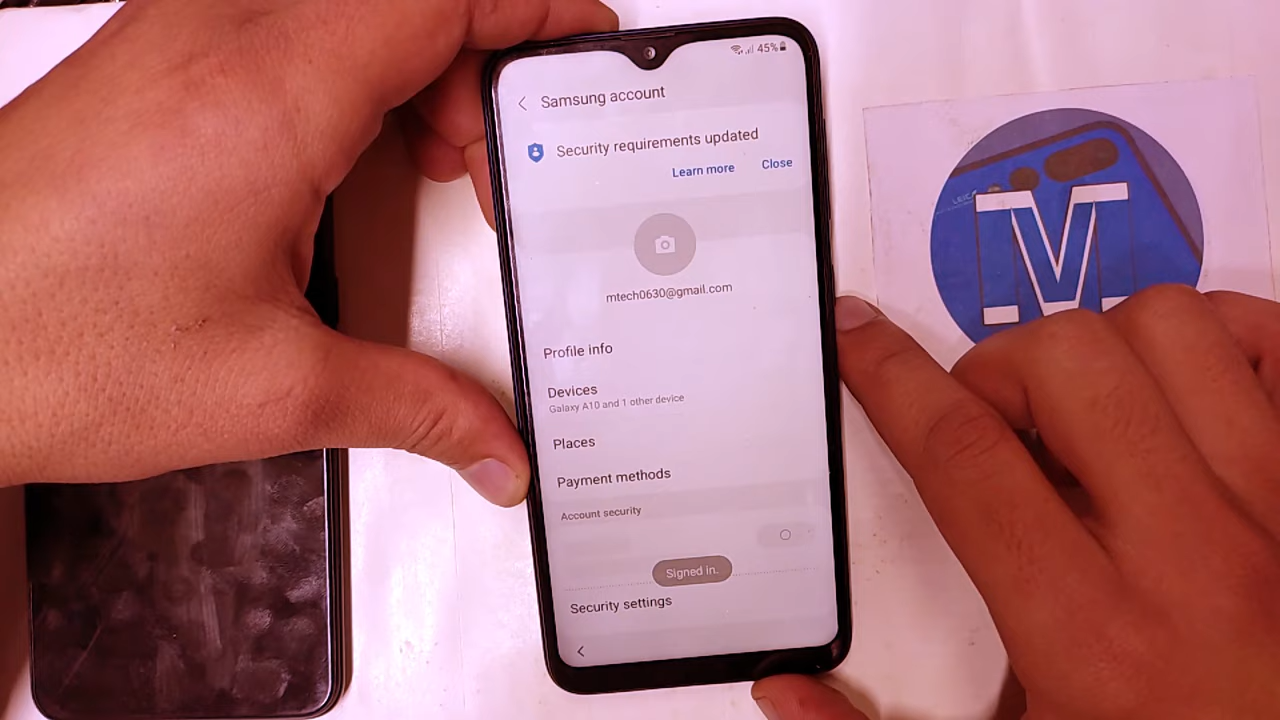 45%
Samsung account
Security requirements updated
Learn more Close
LEICA
M
mtech0630@gmail.com
Profile info
Devices
Galaxy A10 and 1 other device
Places
Payment methods
Account security
Signed in.
Security settings